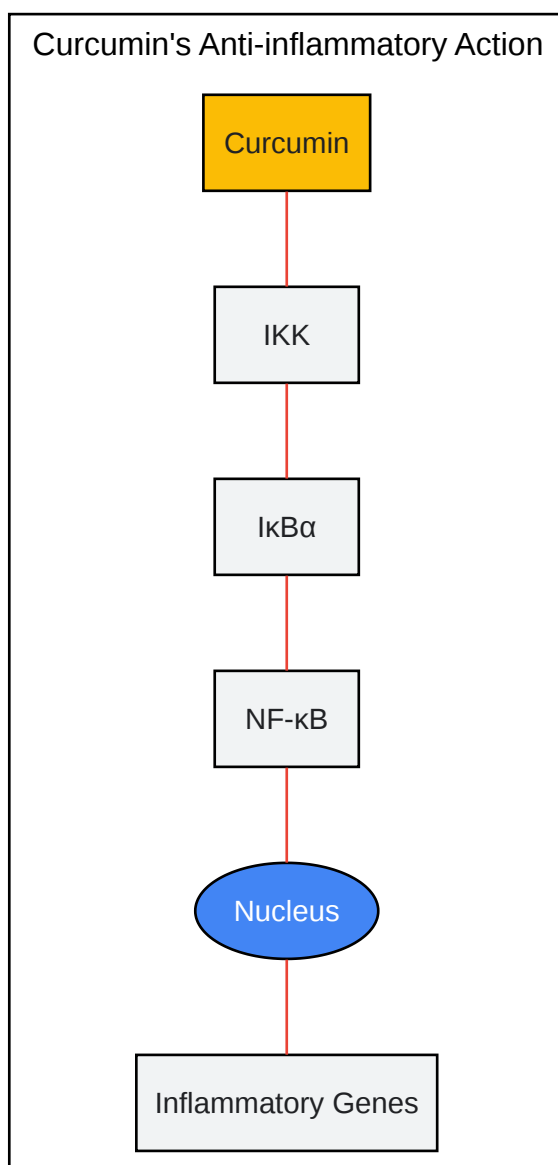 Curcumin's Anti-inflammatory Action
Curcumin
IKK
IκBα
NF-κB
Nucleus
Inflammatory Genes